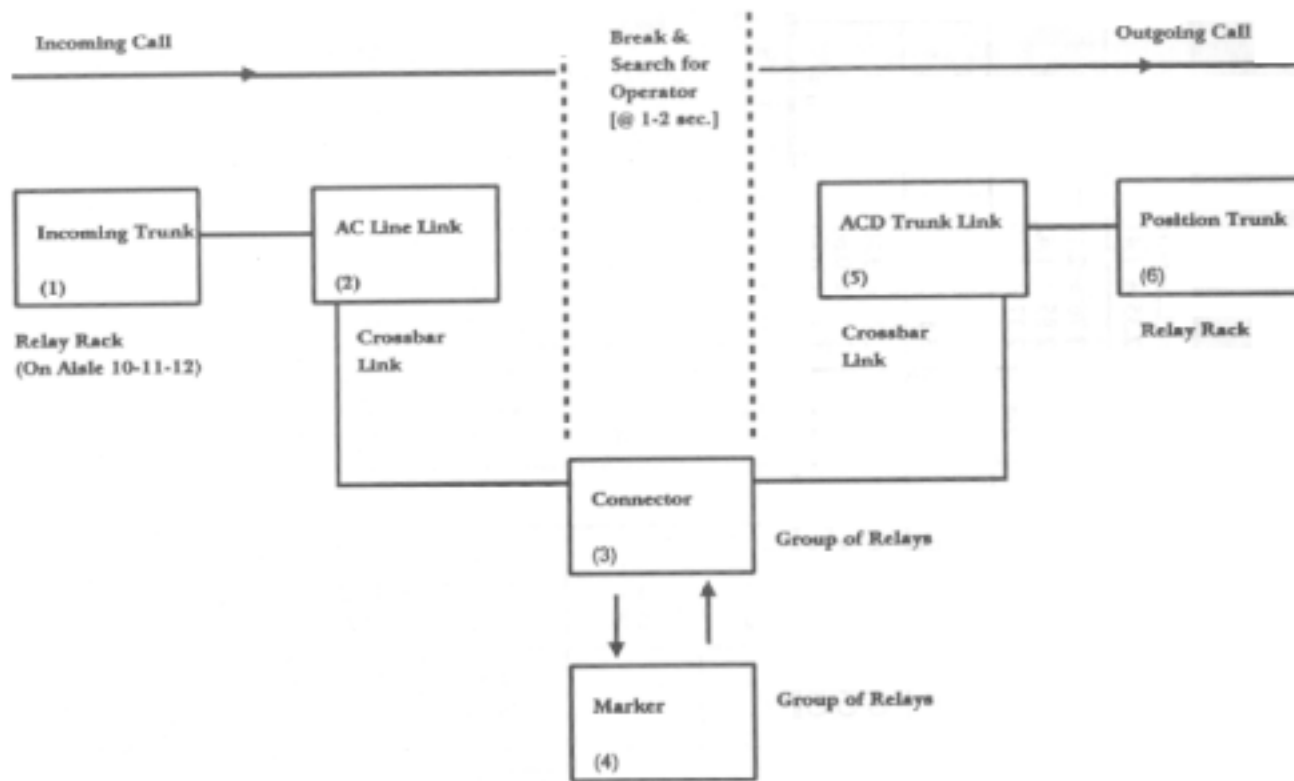 Incoming Call
Break &
Search for
Operator
[@ 1-2 sec.]
Outgoing Call
Incoming Trunk
(1)
AC Line Link
(2)
ACD Trunk Link
(5)
Position Trunk
(6)
Relay Rack
(On Aisle 10-11-12)
Crossbar
Link
Crossbar
Link
Relay Rack
Connector
(3)
Group of Relays
Marker
(4)
Group of Relays